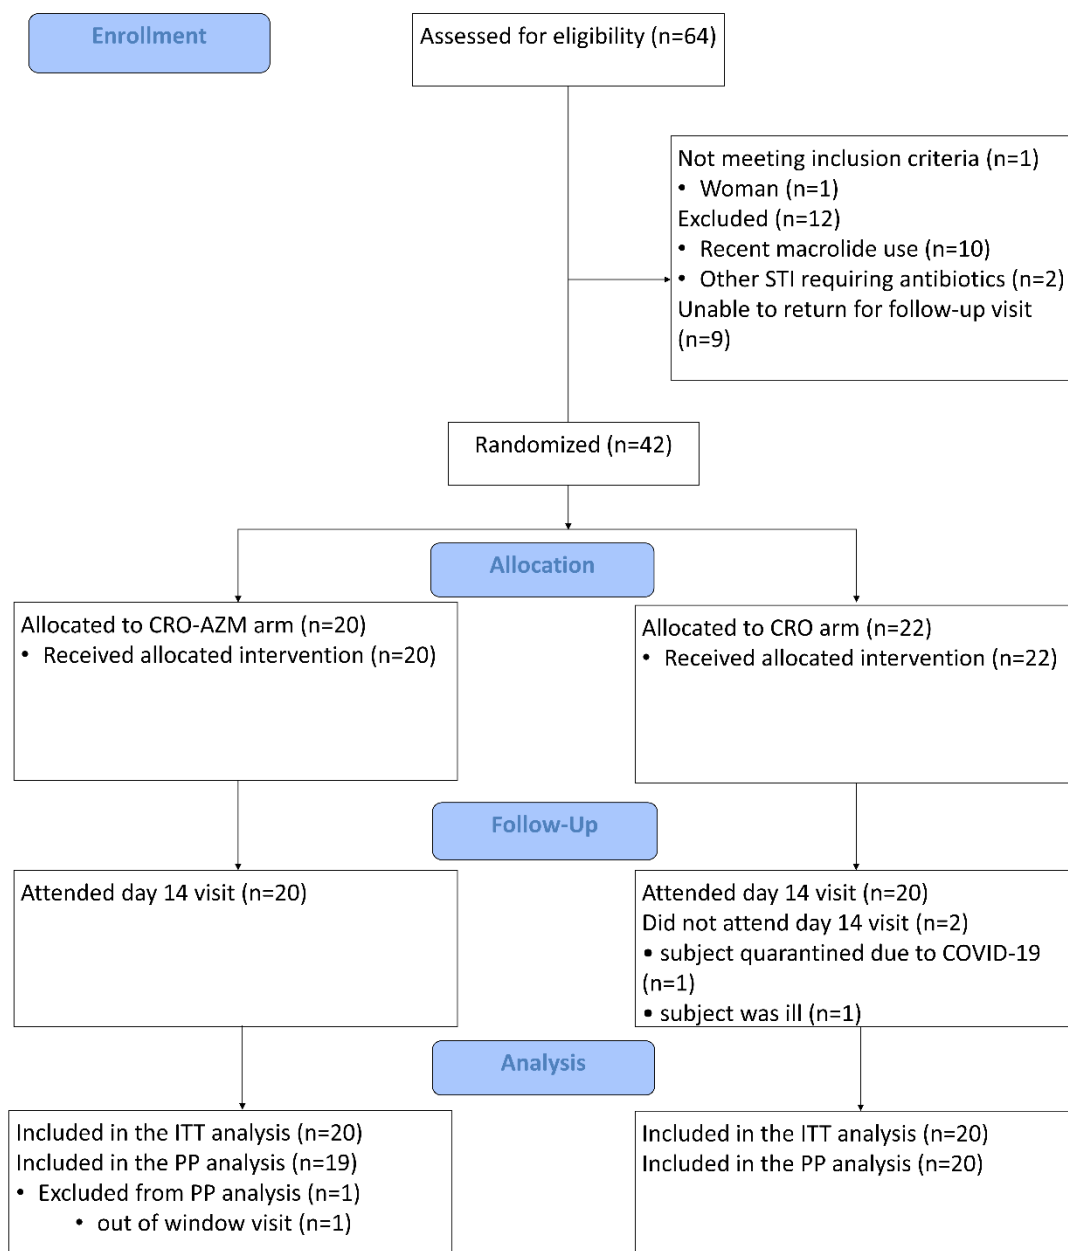 Enrollment
Assessed for eligibility (n=64)
Not meeting inclusion criteria (n=1)
• Woman (n=1)
Excluded (n=12)
• Recent macrolide use (n=10)
• Other STI requiring antibiotics (n=2)
Unable to return for follow-up visit
(n=9)
Randomized (n=42)
Allocation
Allocated to CRO-AZM arm (n=20)
• Received allocated intervention (n=20)
Allocated to CRO arm (n=22)
• Received allocated intervention (n=22)
Follow-Up
Attended day 14 visit (n=20)
Attended day 14 visit (n=20)
Did not attend day 14 visit (n=2)
▪ subject quarantined due to COVID-19
(n=1)
▪ subject was ill (n=1)
Analysis
Included in the ITT analysis (n=20)
Included in the PP analysis (n=19)
• Excluded from PP analysis (n=1)
• out of window visit (n=1)
Included in the ITT analysis (n=20)
Included in the PP analysis (n=20)